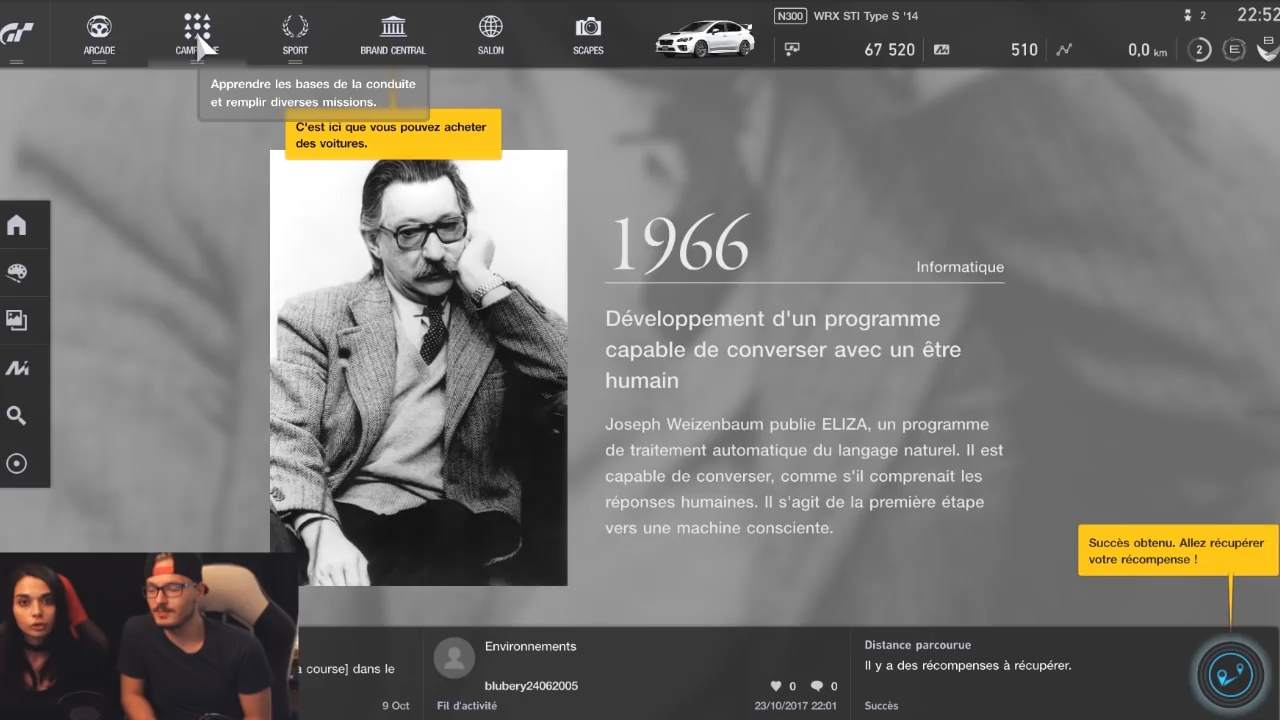 GT
ARCADE
SPORT
BRAND CENTRAL
SALON
SCAPES
N300 WRX STI Type S '14
67 520
510
0,0 km
2
22:52
2
E
B
Apprendre les bases de la conduite
et remplir diverses missions.
C'est ici que vous pouvez acheter
des voitures.
1966
Informatique
Développement d'un programme
capable de converser avec un être
humain
Joseph Weizenbaum publie ELIZA, un programme
de traitement automatique du langage naturel. Il est
capable de converser, comme s'il comprenait les
réponses humaines. Il s'agit de la première étape
vers une machine consciente.
Succès obtenu. Allez récupérer
votre récompense !
a course] dans le
9 Oct
Environnements
blubery24062005
0
0
Fil d'activité
23/10/2017 22:01
Distance parcourue
Il y a des récompenses à récupérer.
Succès